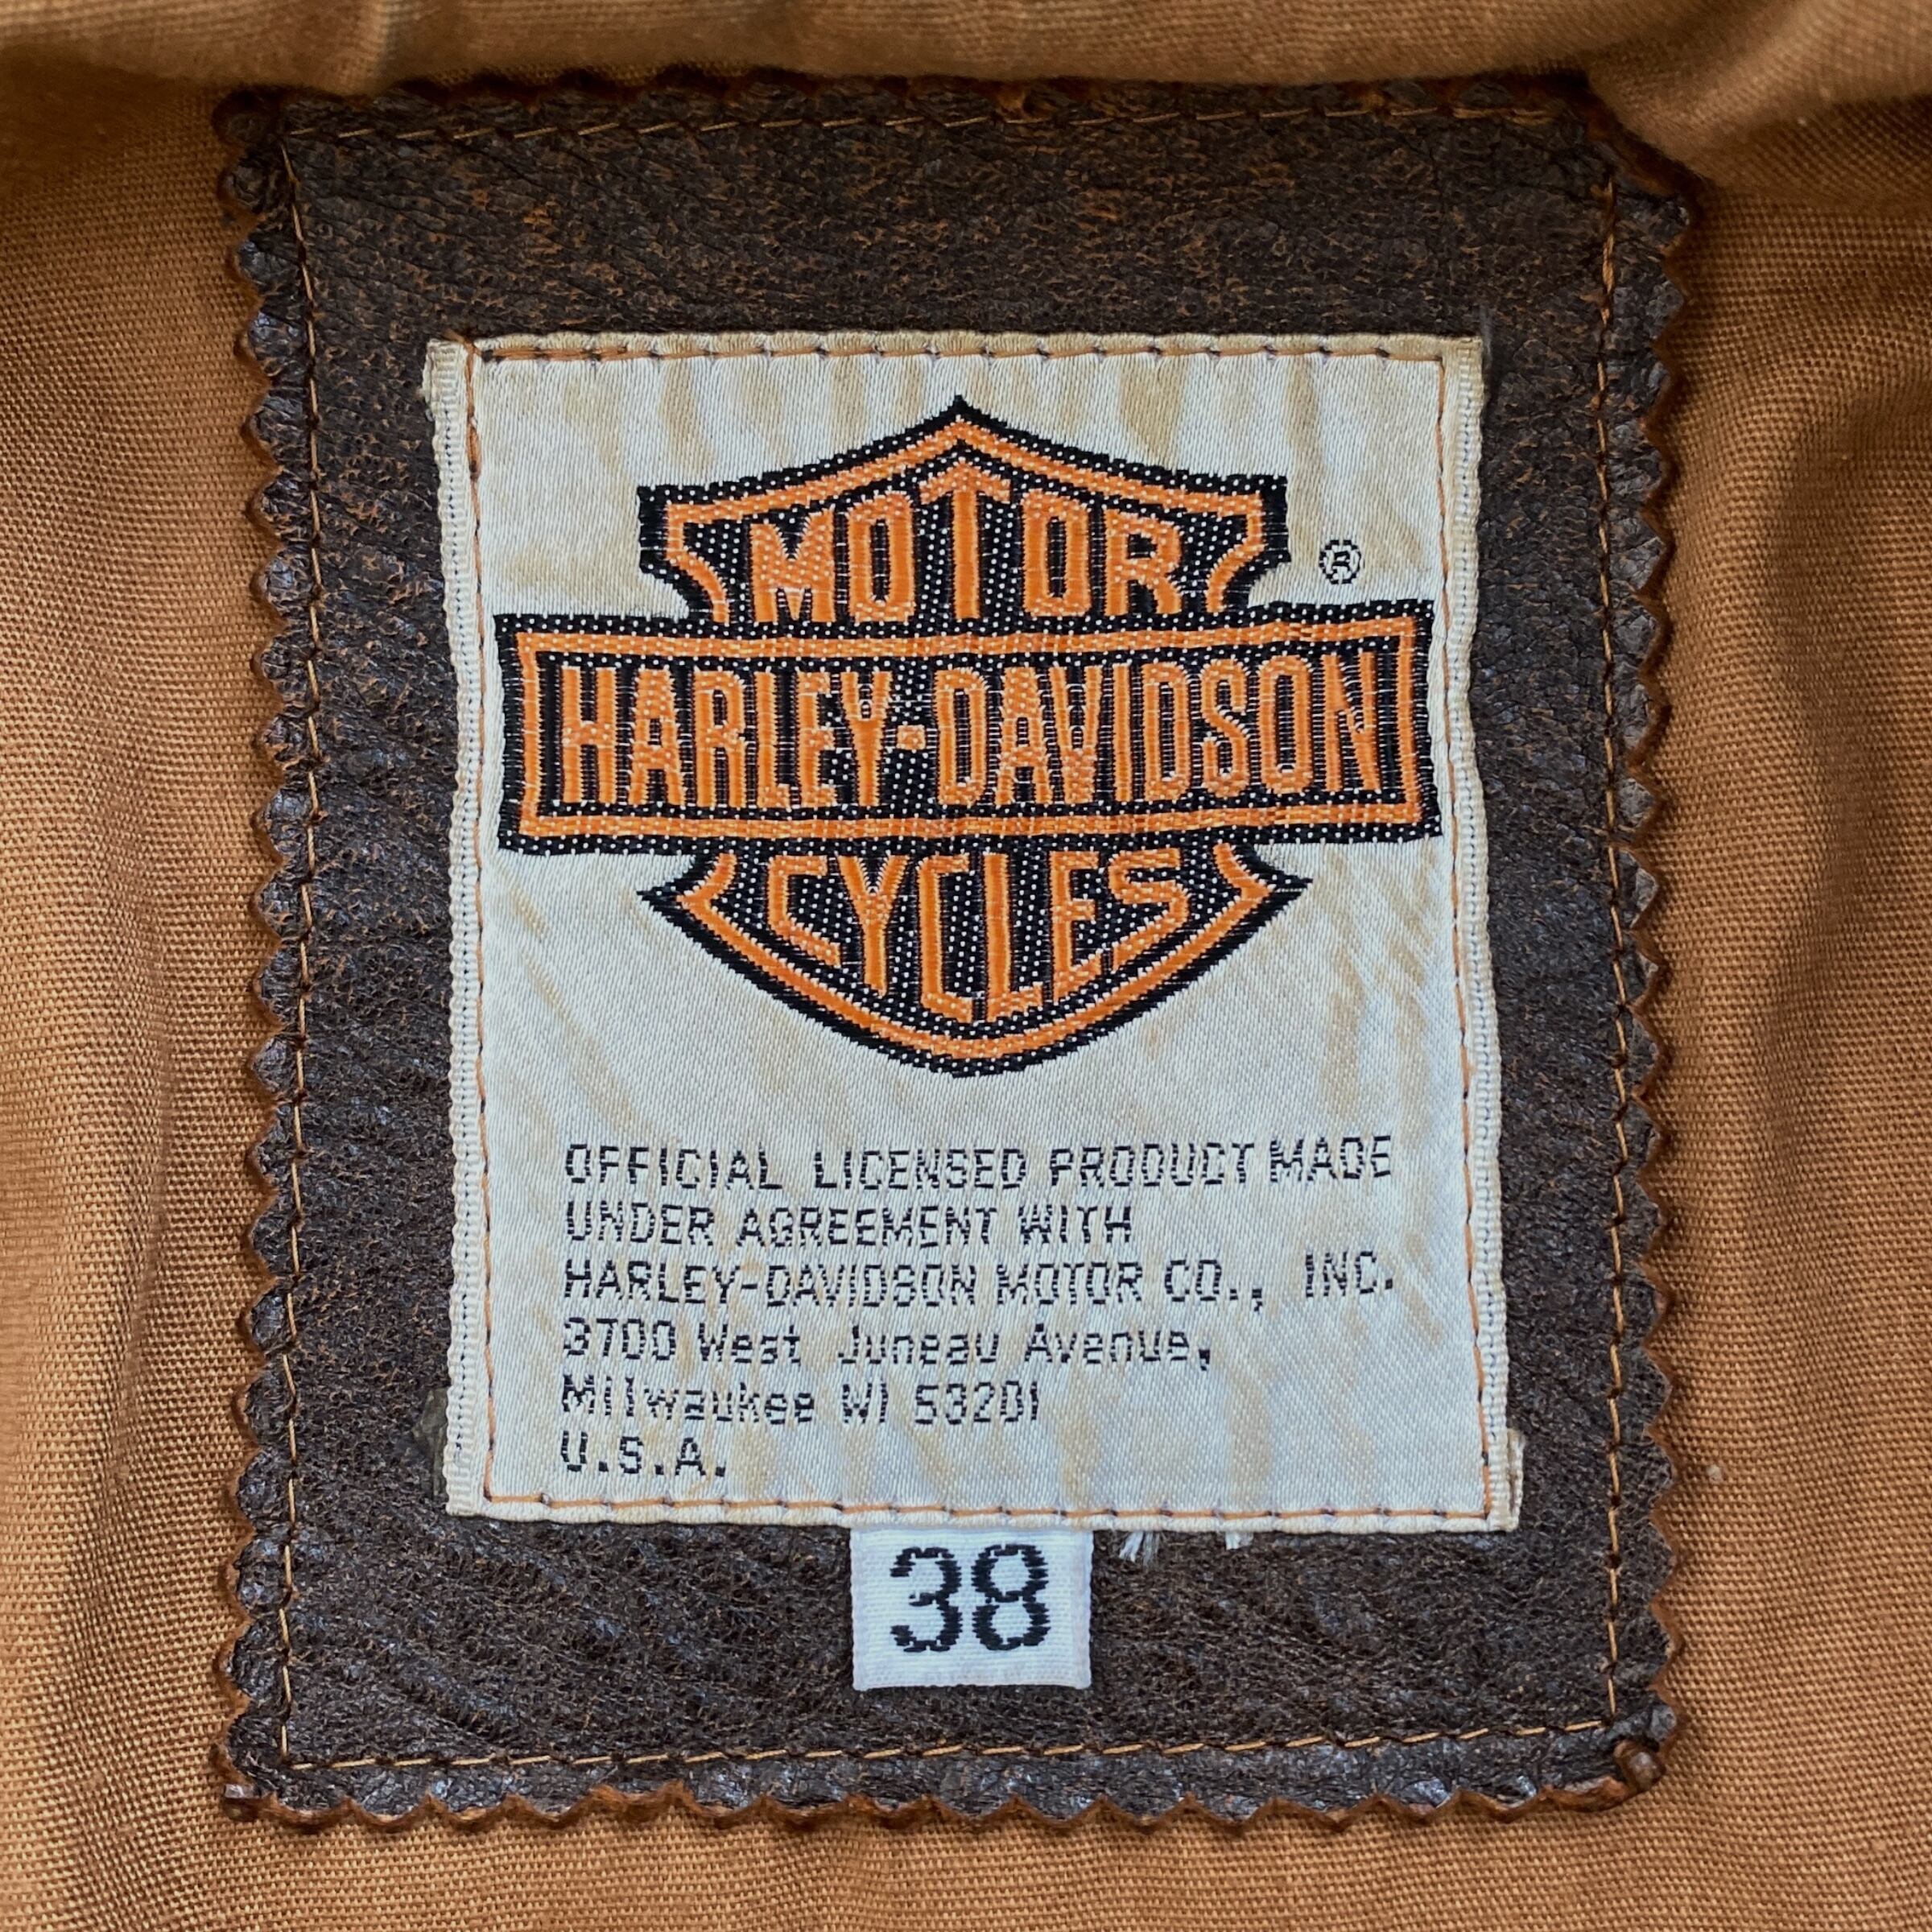 MOTOR
®
HARLEY-DAVIDSON
CYCLES
OFFICIAL LICENSED PRODUCT MADE
UNDER AGREEMENT WITH
HARLEY-DAVIDSON MOTOR CO., INC.
3700 West Juneau Avenue,
Milwaukee WI 53201
U.S.A.
38